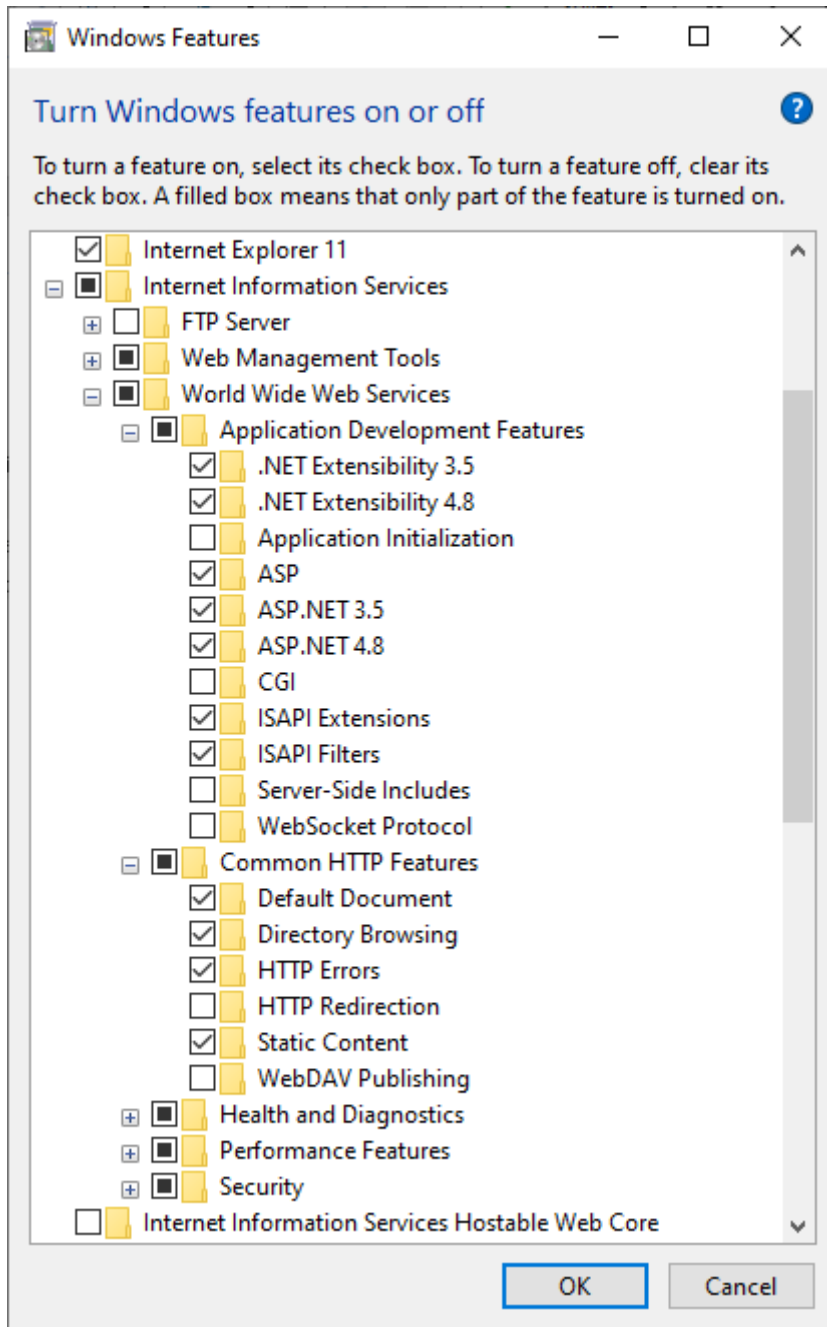 Windows Features
Turn Windows features on or off
?
To turn a feature on, select its check box. To turn a feature off, clear its
check box. A filled box means that only part of the feature is turned on.
Internet Explorer 11
Internet Information Services
FTP Server
Web Management Tools
World Wide Web Services
Application Development Features
.NET Extensibility 3.5
.NET Extensibility 4.8
Application Initialization
ASP
ASP.NET 3.5
ASP.NET 4.8
CGI
ISAPI Extensions
ISAPI Filters
Server-Side Includes
WebSocket Protocol
Common HTTP Features
Default Document
Directory Browsing
HTTP Errors
HTTP Redirection
Static Content
WebDAV Publishing
Health and Diagnostics
Performance Features
Security
Internet Information Services Hostable Web Core
OK Cancel